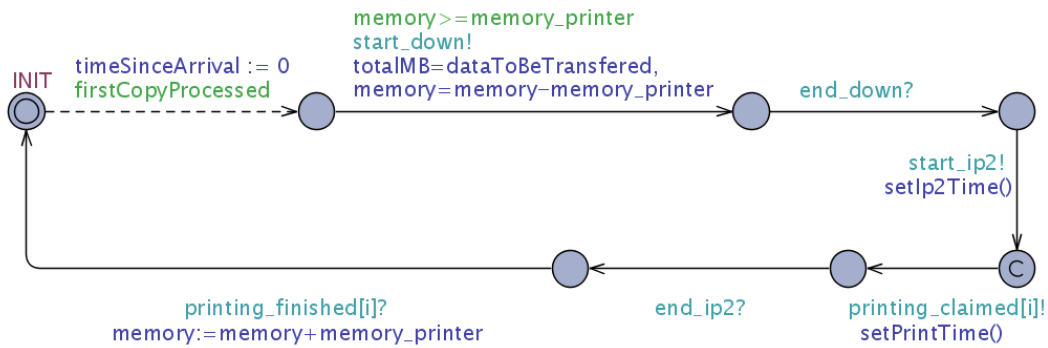 memory>=memory_printer
start_down!
totalMB=dataToBeTransfered,
memory=memory-memory_printer
INIT
timeSinceArrival := 0
firstCopyProcessed
end_down?
start_ip2!
setIp2Time()
C
printing_finished[i]?
memory:=memory+memory_printer
end_ip2?
printing_claimed[i]!
setPrintTime()